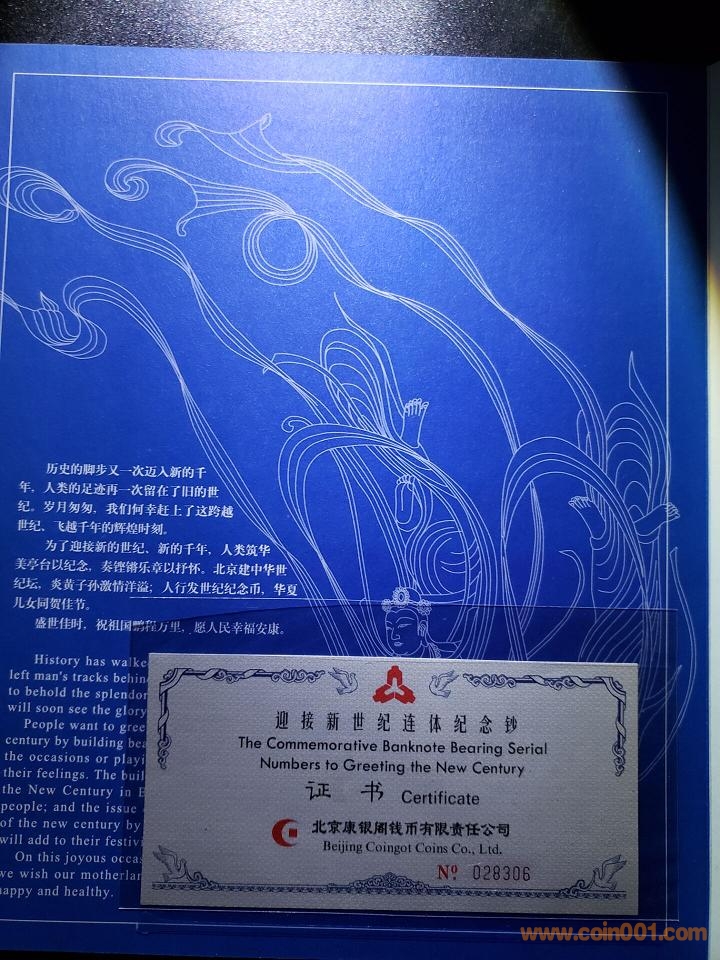 历史的脚步又一次迈入新的千
年，人类的足迹再一次留在了旧的世
纪。岁月匆匆，我们何幸赶上了这跨越
世纪、飞越千年的辉煌时刻。
为了迎接新的世纪、新的千年，人类筑华
美亭台以纪念，奏铿锵乐章以抒怀。北京建中华世
纪坛，炎黄子孙激情洋溢；人行发世纪纪念币，华夏
儿女同贺佳节。
盛世佳时，祝祖国鹏程万里，愿人民幸福安康。
History has walke
left man's tracks behin
to behold the splendor
will soon see the glory
People want to gree
century by building bea
the occasions or playi
their feelings. The buil
the New Century in B
people; and the issue
of the new century by
will add to their festivi
On this joyous occas
we wish our motherlan
happy and healthy.
迎接新世纪连体纪念钞
The Commemorative Banknote Bearing Serial
Numbers to Greeting the New Century
证书 Certificate
北京康银阁钱币有限责任公司
Beijing Coingot Coins Co., Ltd.
Nº 028306
www.coin001.com